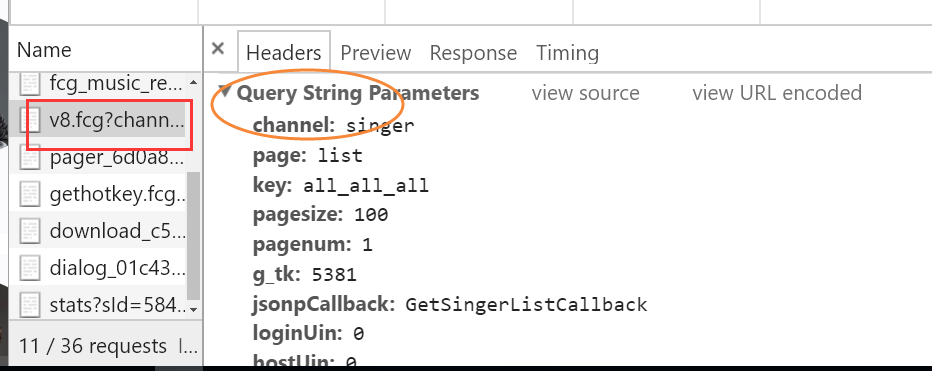 Name
fcg_music_re...
v8.fcg?chann...
pager_6d0a8...
gethotkey.fcg...
download_c5...
dialog_01c43...
stats?sId=584...
11 / 36 requests I...
× Headers Preview Response Timing
▼ Query String Parameters view source view URL encoded
channel: singer
page: list
key: all_all_all
pagesize: 100
pagenum: 1
g_tk: 5381
jsonpCallback: GetSingerListCallback
loginUin: 0
hostUin: 0